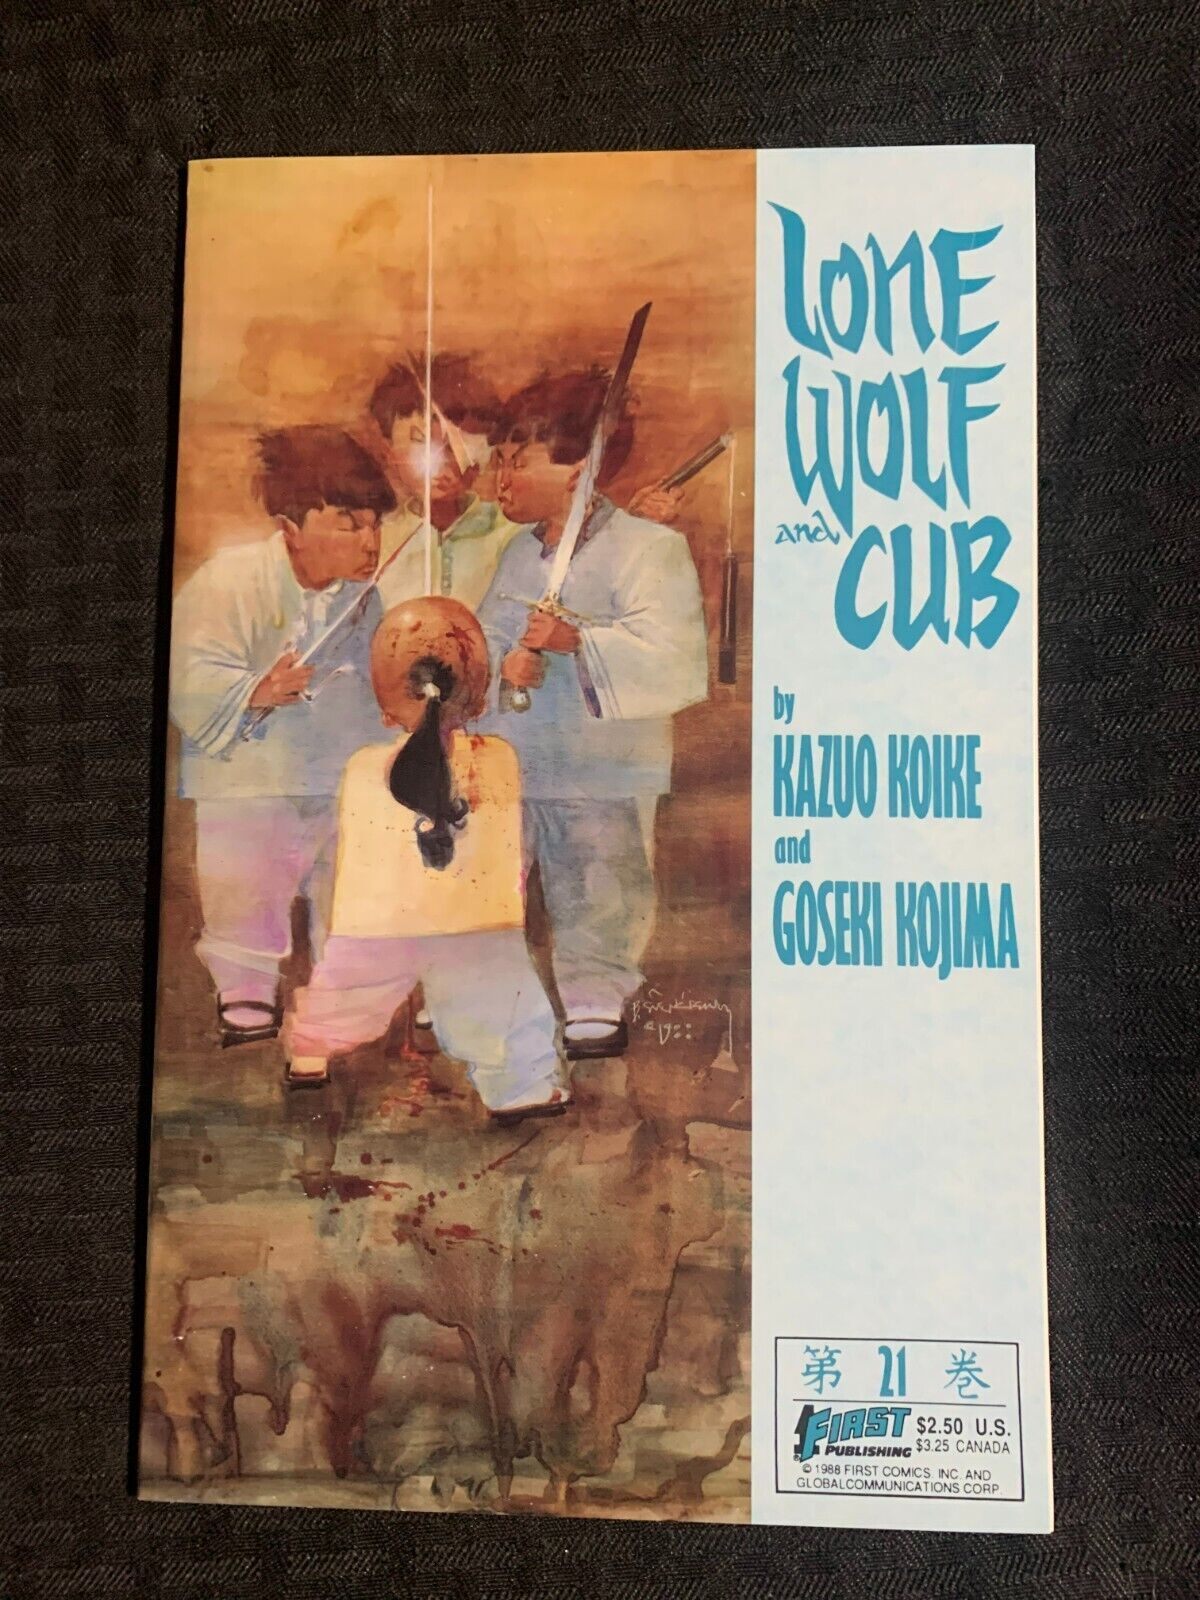 LONE
WOLF
and CUB
by
KAZUO KOIKE
and
GOSEKI KOJIMA
第 21 巻
1FIRST
PUBLISHING
$2.50 U.S.
$3.25 CANADA
© 1988 FIRST COMICS, INC. AND
GLOBALCOMMUNICATIONS CORP.